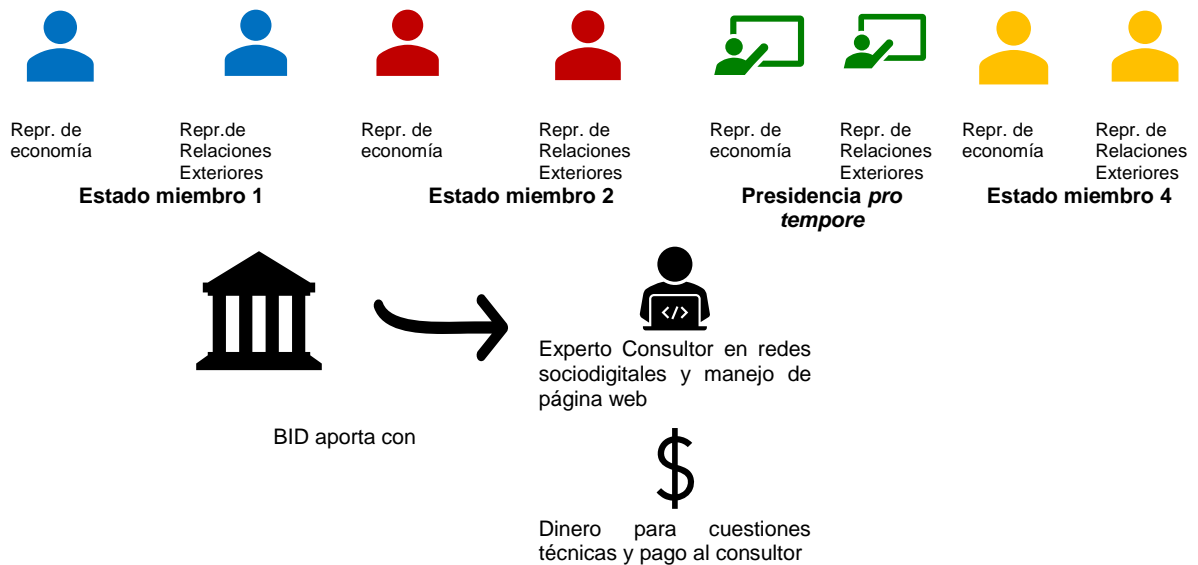 Repr. de
economía
Repr.de
Relaciones
Exteriores
Estado miembro 1
Repr. de
economía
Repr. de
Relaciones
Exteriores
Estado miembro 2
Repr. de
economía
Repr. de
Relaciones
Exteriores
Presidencia pro
tempore
Repr. de
economía
Repr. de
Relaciones
Exteriores
Estado miembro 4
BID aporta con
</>
Experto Consultor en redes
sociodigitales y manejo de
página web
$
Dinero para cuestiones
técnicas y pago al consultor